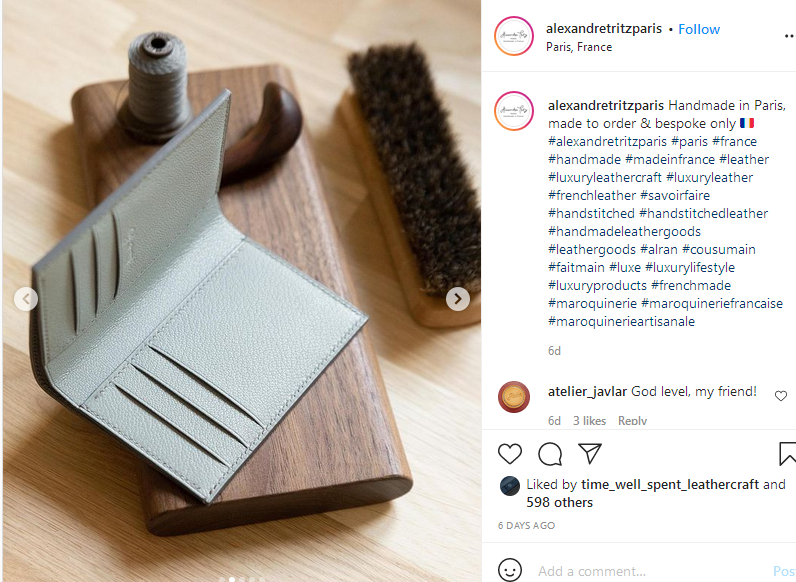 alexandretritzparis • Follow
Paris, France
alexandretritzparis Handmade in Paris,
made to order & bespoke only 🇫🇷
#alexandretritzparis #paris #france
#handmade #madeinfrance #leather
#luxuryleathercraft #luxuryleather
#frenchleather #savoirfaire
#handstitched #handstitchedleather
#handmadeleathergoods
#leathergoods #alran #cousumain
#faitmain #luxe #luxurylifestyle
#luxuryproducts #frenchmade
#maroquinerie #maroquineriefrancaise
#maroquinerieartisanale
6d
atelier_javlar God level, my friend!
6d 3 likes Reply
Liked by time_well_spent_leathercraft and
598 others
6 DAYS AGO
Add a comment... Pos